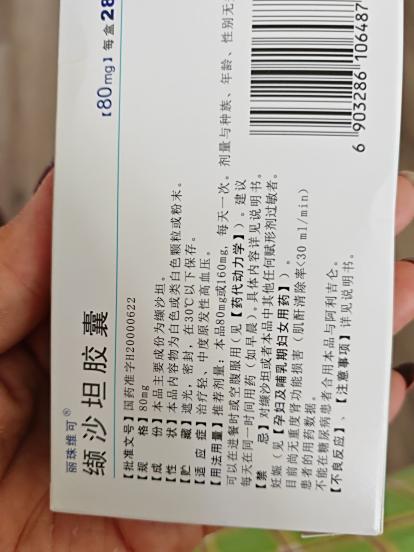 丽珠维可®
缬沙坦胶囊
【80mg】每盒28
【批准文号】国药准字H20000622
【规 格】80mg
【成 份】本品主要成份为缬沙坦。
【性 状】本品内容物为白色或类白色颗粒或粉末。
【贮 藏】遮光，密封，在30℃以下保存。
【适 应 症】治疗轻、中度原发性高血压。
【用法用量】推荐剂量：本品80mg或160mg，每天一次。剂量与种族、年龄、性别无
可以在进餐时或空腹服用（见【药代动力学】）。建议
每天在同一时间用药（如早晨）。具体内容详见说明书。
【禁 忌】对缬沙坦或者本品中其他任何赋形剂过敏者。
妊娠（见【孕妇及哺乳期妇女用药】）。
目前尚无重度肾功能损害（肌酐清除率<30 ml/min）
患者的用药数据。
不能在糖尿病患者合用本品与阿利吉仑。
【不良反应】、【注意事项】详见说明书。
6 903286 106487